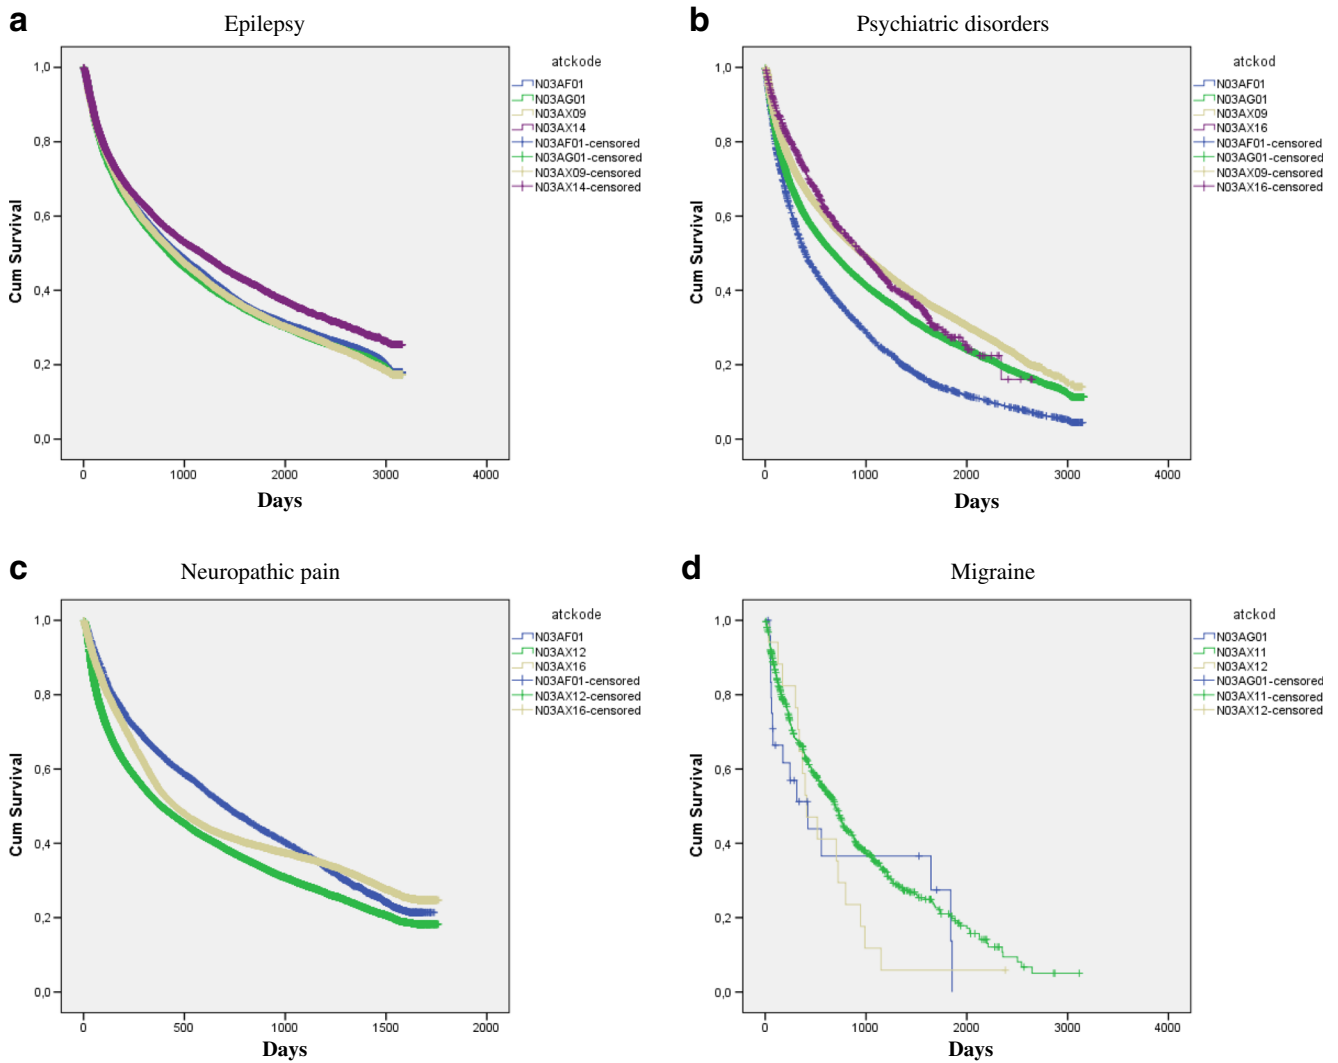 a
Epilepsy
Cum Survival
1,0
0,8
0,6
0,4
0,2
0,0
0
1000
2000
3000
4000
Days
atckode
N03AF01
N03AG01
N03AX09
N03AX14
N03AF01-censored
N03AG01-censored
N03AX09-censored
N03AX14-censored
b
Psychiatric disorders
Cum Survival
1,0
0,8
0,6
0,4
0,2
0,0
0
1000
2000
3000
4000
Days
atckod
N03AF01
N03AG01
N03AX09
N03AX16
N03AF01-censored
N03AG01-censored
N03AX09-censored
N03AX16-censored
c
Neuropathic pain
Cum Survival
1,0
0,8
0,6
0,4
0,2
0,0
0
500
1000
1500
2000
Days
atckode
N03AF01
N03AX12
N03AX16
N03AF01-censored
N03AX12-censored
N03AX16-censored
d
Migraine
Cum Survival
1,0
0,8
0,6
0,4
0,2
0,0
0
1000
2000
3000
4000
Days
atckod
N03AG01
N03AX11
N03AX12
N03AG01-censored
N03AX11-censored
N03AX12-censored